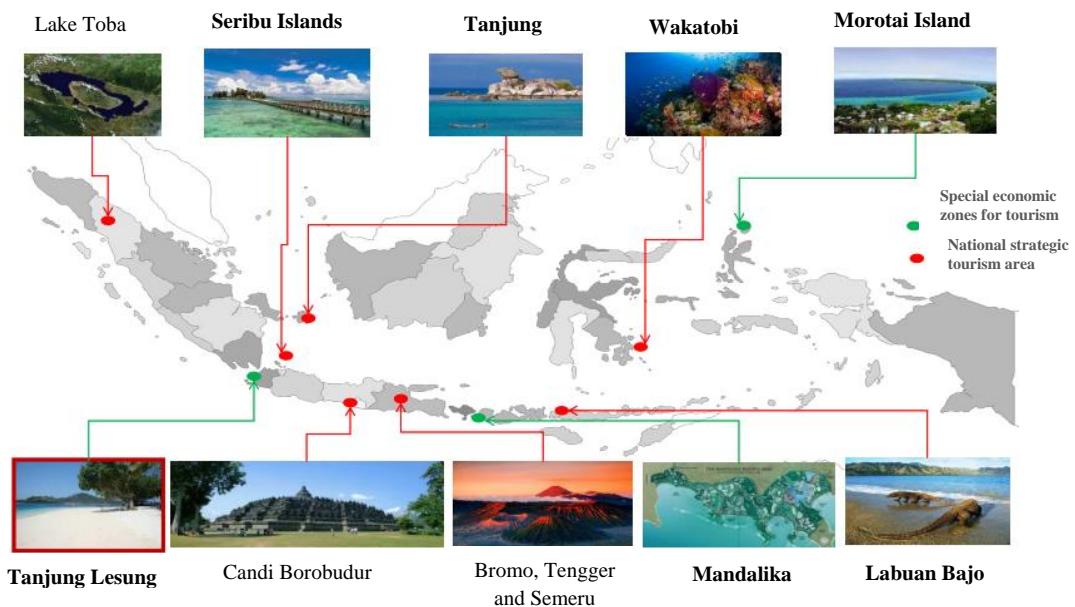 Lake Toba
Seribu Islands
Tanjung
Wakatobi
Morotai Island
Special economic
zones for tourism
National strategic
tourism area
Tanjung Lesung
Candi Borobudur
Bromo, Tengger
and Semeru
Mandalika
Labuan Bajo